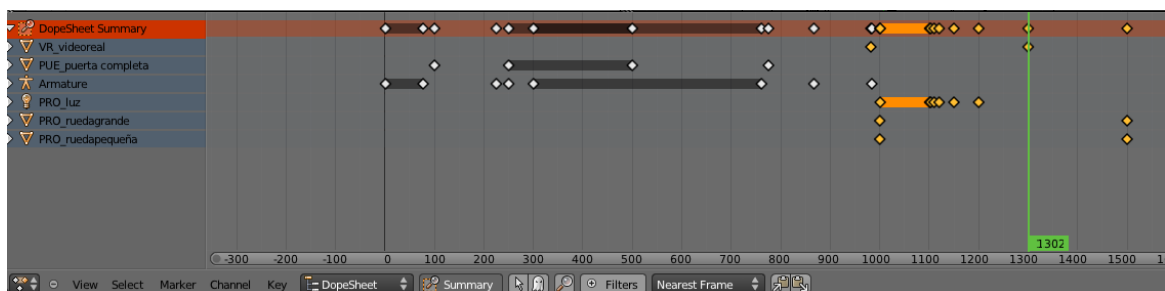 DopeSheet Summary
VR_videoreal
PUE_puerta completa
Armature
PRO_luz
PRO_ruedagrande
PRO_ruedapequeña
1302
-300 -200 -100 0 100 200 300 400 500 600 700 800 900 1000 1100 1200 1300 1400 1500
View Select Marker Channel Key DopeSheet Summary Filters Nearest Frame